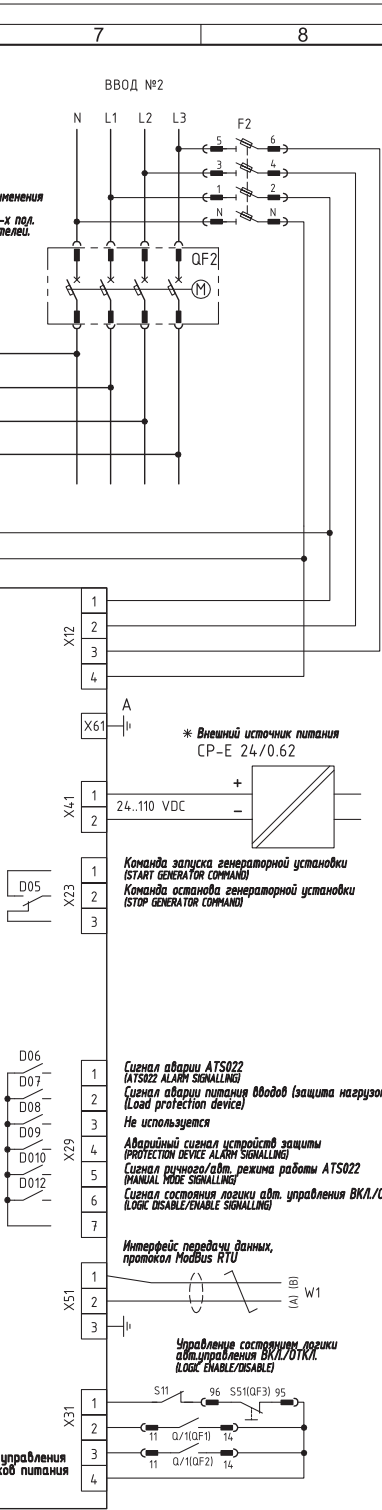 7 8
ВВОД №2
N L1 L2 L3
F2
5 6
3 4
1 2
N N
-х пол.
QF2
M
X12
1
2
3
4
X61
A
* Внешний источник питания
CP-E 24/0.62
X41
1
2
24..110 VDC
+
–
X23
1
2
3
D05
Команда запуска генераторной установки
(START GENERATOR COMMAND)
Команда останова генераторной установки
(STOP GENERATOR COMMAND)
D06
D07
D08
D09
D010
D012
X29
1
2
3
4
5
6
7
Сигнал аварии ATS022
(ATS022 ALARM SIGNALLING)
Сигнал аварии питания вводов (защита нагрузо
(Load protection device)
Не используется
Аварийный сигнал устройств защиты
(PROTECTION DEVICE ALARM SIGNALLING)
Сигнал ручного/авт. режима работы ATS022
(MANUAL MODE SIGNALLING)
Сигнал состояния логики авт. управления ВКЛ./О
(LOGIC DISABLE/ENABLE SIGNALLING)
Интерфейс передачи данных,
протокол ModBus RTU
X51
1
2
3
(A) (B)
W1
Управление состоянием логики
авт.управления ВКЛ./ОТКЛ.
(LOGIC ENABLE/DISABLE)
X31
1
2
3
4
S11 96 S51(QF3) 95
11 Q/1(QF1) 14
11 Q/1(QF2) 14
управления
ков питания